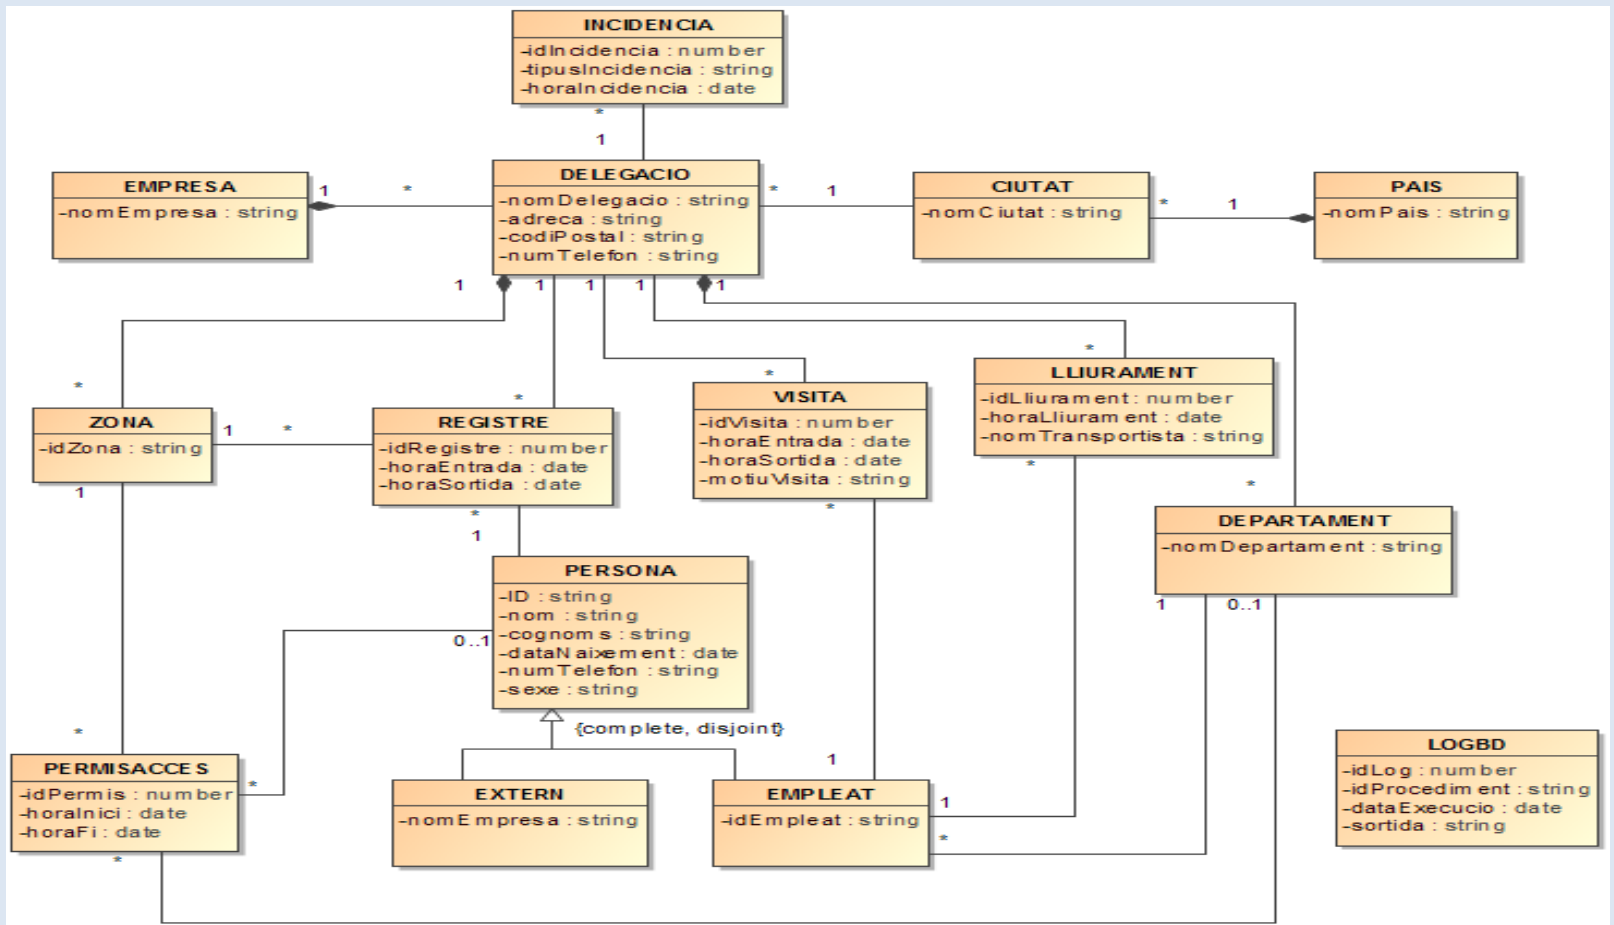 INCIDENCIA
-idIncidencia : number
-tipusIncidencia : string
-horaIncidencia : date
*
1
EMPRESA
-nomEmpresa : string
1
*
DELEGACIO
-nomDelegacio : string
-adreca : string
-codiPostal : string
-numTelefon : string
*
1
CIUTAT
-nomCiutat : string
*
1
PAIS
-nomPais : string
1
1
1
1
1
*
*
*
*
*
ZONA
-idZona : string
1
*
1
REGISTRE
-idRegistre : number
-horaEntrada : date
-horaSortida : date
*
1
VISITA
-idVisita : number
-horaEntrada : date
-horaSortida : date
-motiuVisita : string
*
LLIURAMENT
-idLliurament : number
-horaLliurament : date
-nomTransportista : string
*
DEPARTAMENT
-nomDepartament : string
1
0..1
PERSONA
-ID : string
-nom : string
-cognoms : string
-dataNaixement : date
-numTelefon : string
-sexe : string
0..1
{complete, disjoint}
*
PERMISACCES
-idPermis : number
-horaInici : date
-horaFi : date
*
*
EXTERN
-nomEmpresa : string
1
EMPLEAT
-idEmpleat : string
1
*
LOGBD
-idLog : number
-idProcediment : string
-dataExecucio : date
-sortida : string